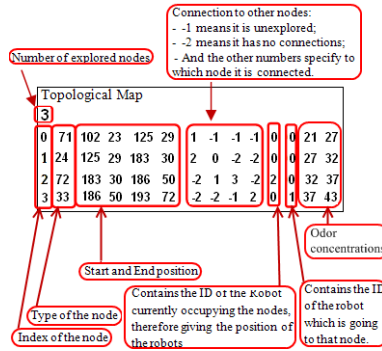 Connection to other nodes:
- -1 means it is unexplored;
- -2 means it has no connections;
- And the other numbers specify to
which node it is connected.
Number of explored nodes
Topological Map
3
0 71 102 23 125 29 1 -1 -1 -1 0 0 21 27
1 24 125 29 183 30 2 0 -2 -2 0 0 27 32
2 72 183 30 186 50 -2 1 3 -2 2 0 32 37
3 33 186 50 193 72 -2 -2 -1 2 0 1 37 43
Odor
concentrations
Start and End position
Contains the ID of the Robot
currently occupying the nodes,
therefore giving the position of
the robots
Contains the ID
of the robot
which is going
to that node.
Type of the node
Index of the node